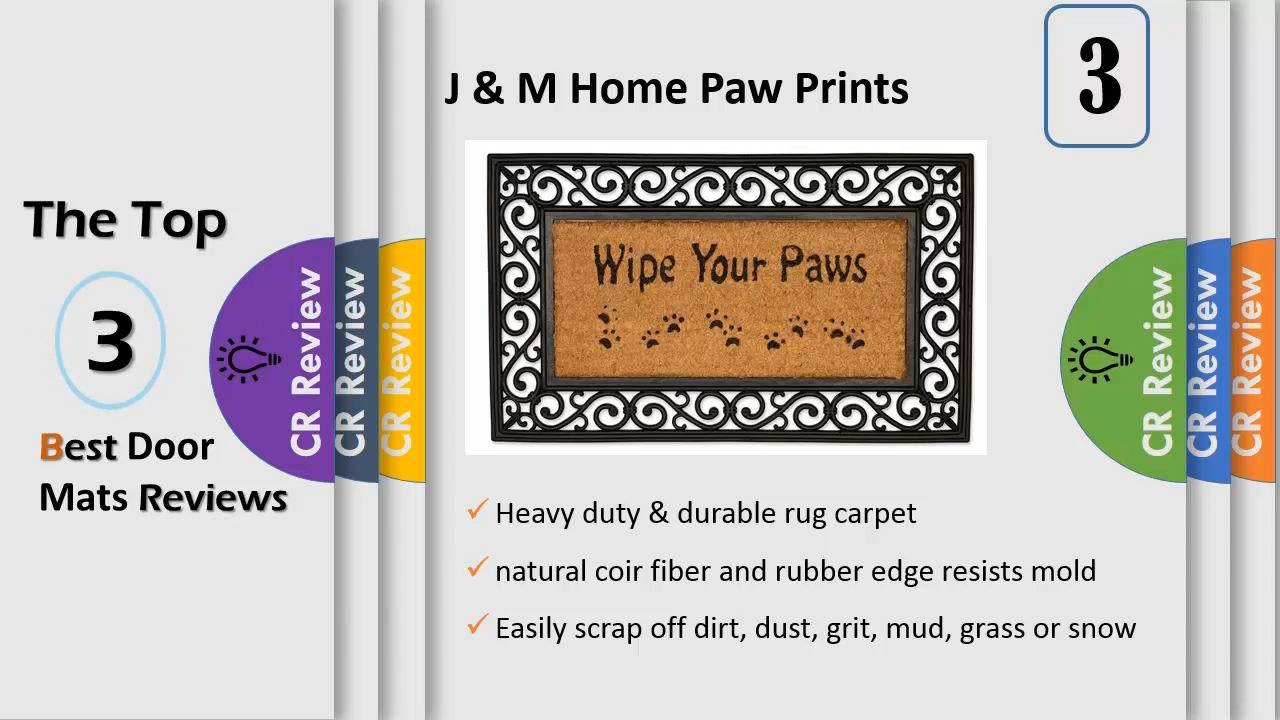 3
J & M Home Paw Prints
The Top
3
Best Door
Mats Reviews
CR Review
CR Review
CR Review
Wipe Your Paws
CR Review
CR Review
CR Review
✓ Heavy duty & durable rug carpet
✓ natural coir fiber and rubber edge resists mold
✓ Easily scrap off dirt, dust, grit, mud, grass or snow